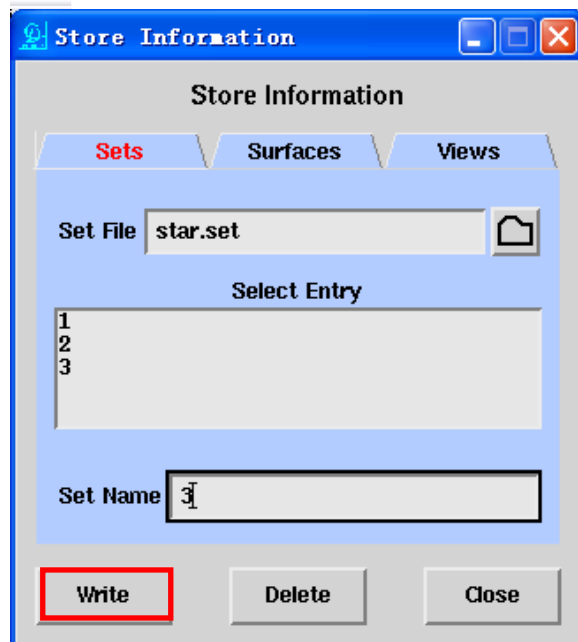 Store Information
Store Information
Sets Surfaces Views
Set File star.set
Select Entry
1
2
3
Set Name 3
Write Delete Close